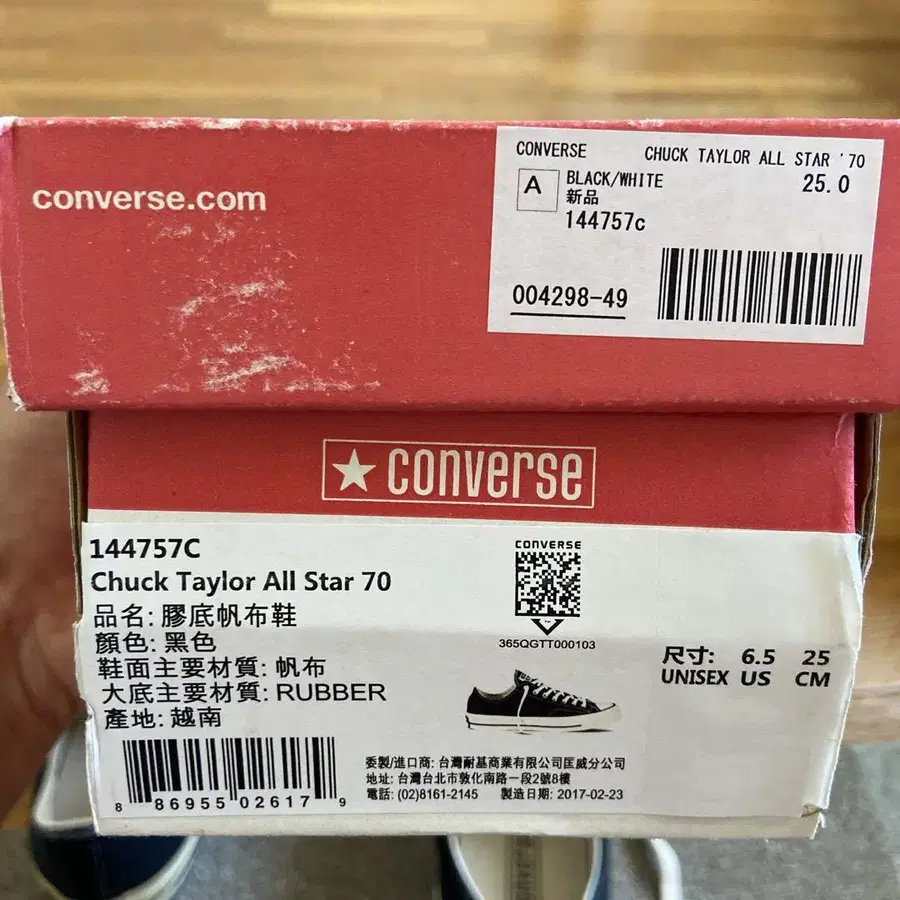 converse.com
CONVERSE CHUCK TAYLOR ALL STAR '70
A BLACK/WHITE 25.0
新品
144757c
004298-49
CONVERSE
144757C
Chuck Taylor All Star 70
品名: 膠底帆布鞋
顏色: 黑色
鞋面主要材質: 帆布
大底主要材質: RUBBER
產地: 越南
CONVERSE
365QGTT000103
尺寸: 6.5 25
UNISEX US CM
8 86955 02617 9
委製/進口商: 台灣耐基商業有限公司匡威分公司
地址: 台灣台北市敦化南路一段2號8樓
電話: (02)8161-2145 製造日期: 2017-02-23